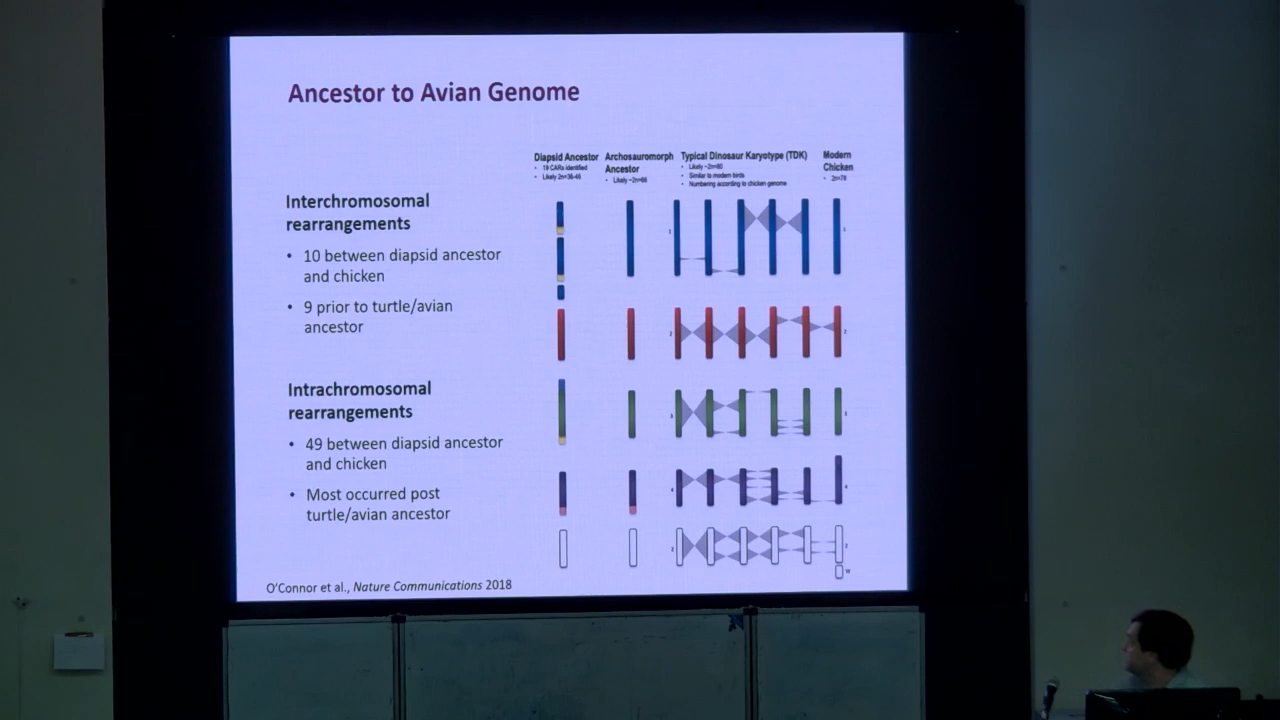 Ancestor to Avian Genome
Diapsid Ancestor
• 19 CARs identified
• Likely 2n=36-46
Archosauromorph
Ancestor
• Likely ~2n=66
Typical Dinosaur Karyotype (TDK)
• Likely ~2n=80
• Similar to modern birds
• Numbering according to chicken genome
Modern
Chicken
• 2n=78
Interchromosomal
rearrangements
• 10 between diapsid ancestor
and chicken
• 9 prior to turtle/avian
ancestor
Intrachromosomal
rearrangements
• 49 between diapsid ancestor
and chicken
• Most occurred post
turtle/avian ancestor
O'Connor et al., Nature Communications 2018